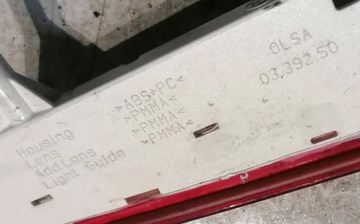 OLSA
03.392.50
Housing >ABS+PC<
Lens >PMMA<
Add Lens >PMMA<
Light Guide >PMMA<